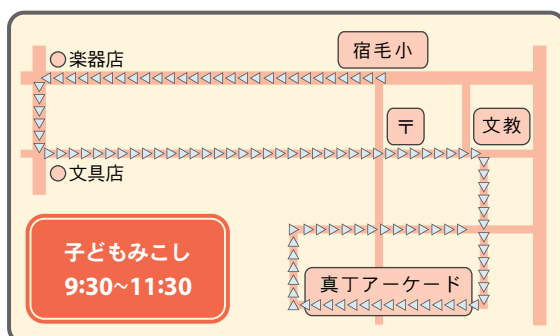 宿毛小
○楽器店
〒
文教
○文具店
子どもみこし
9:30~11:30
真丁アーケード